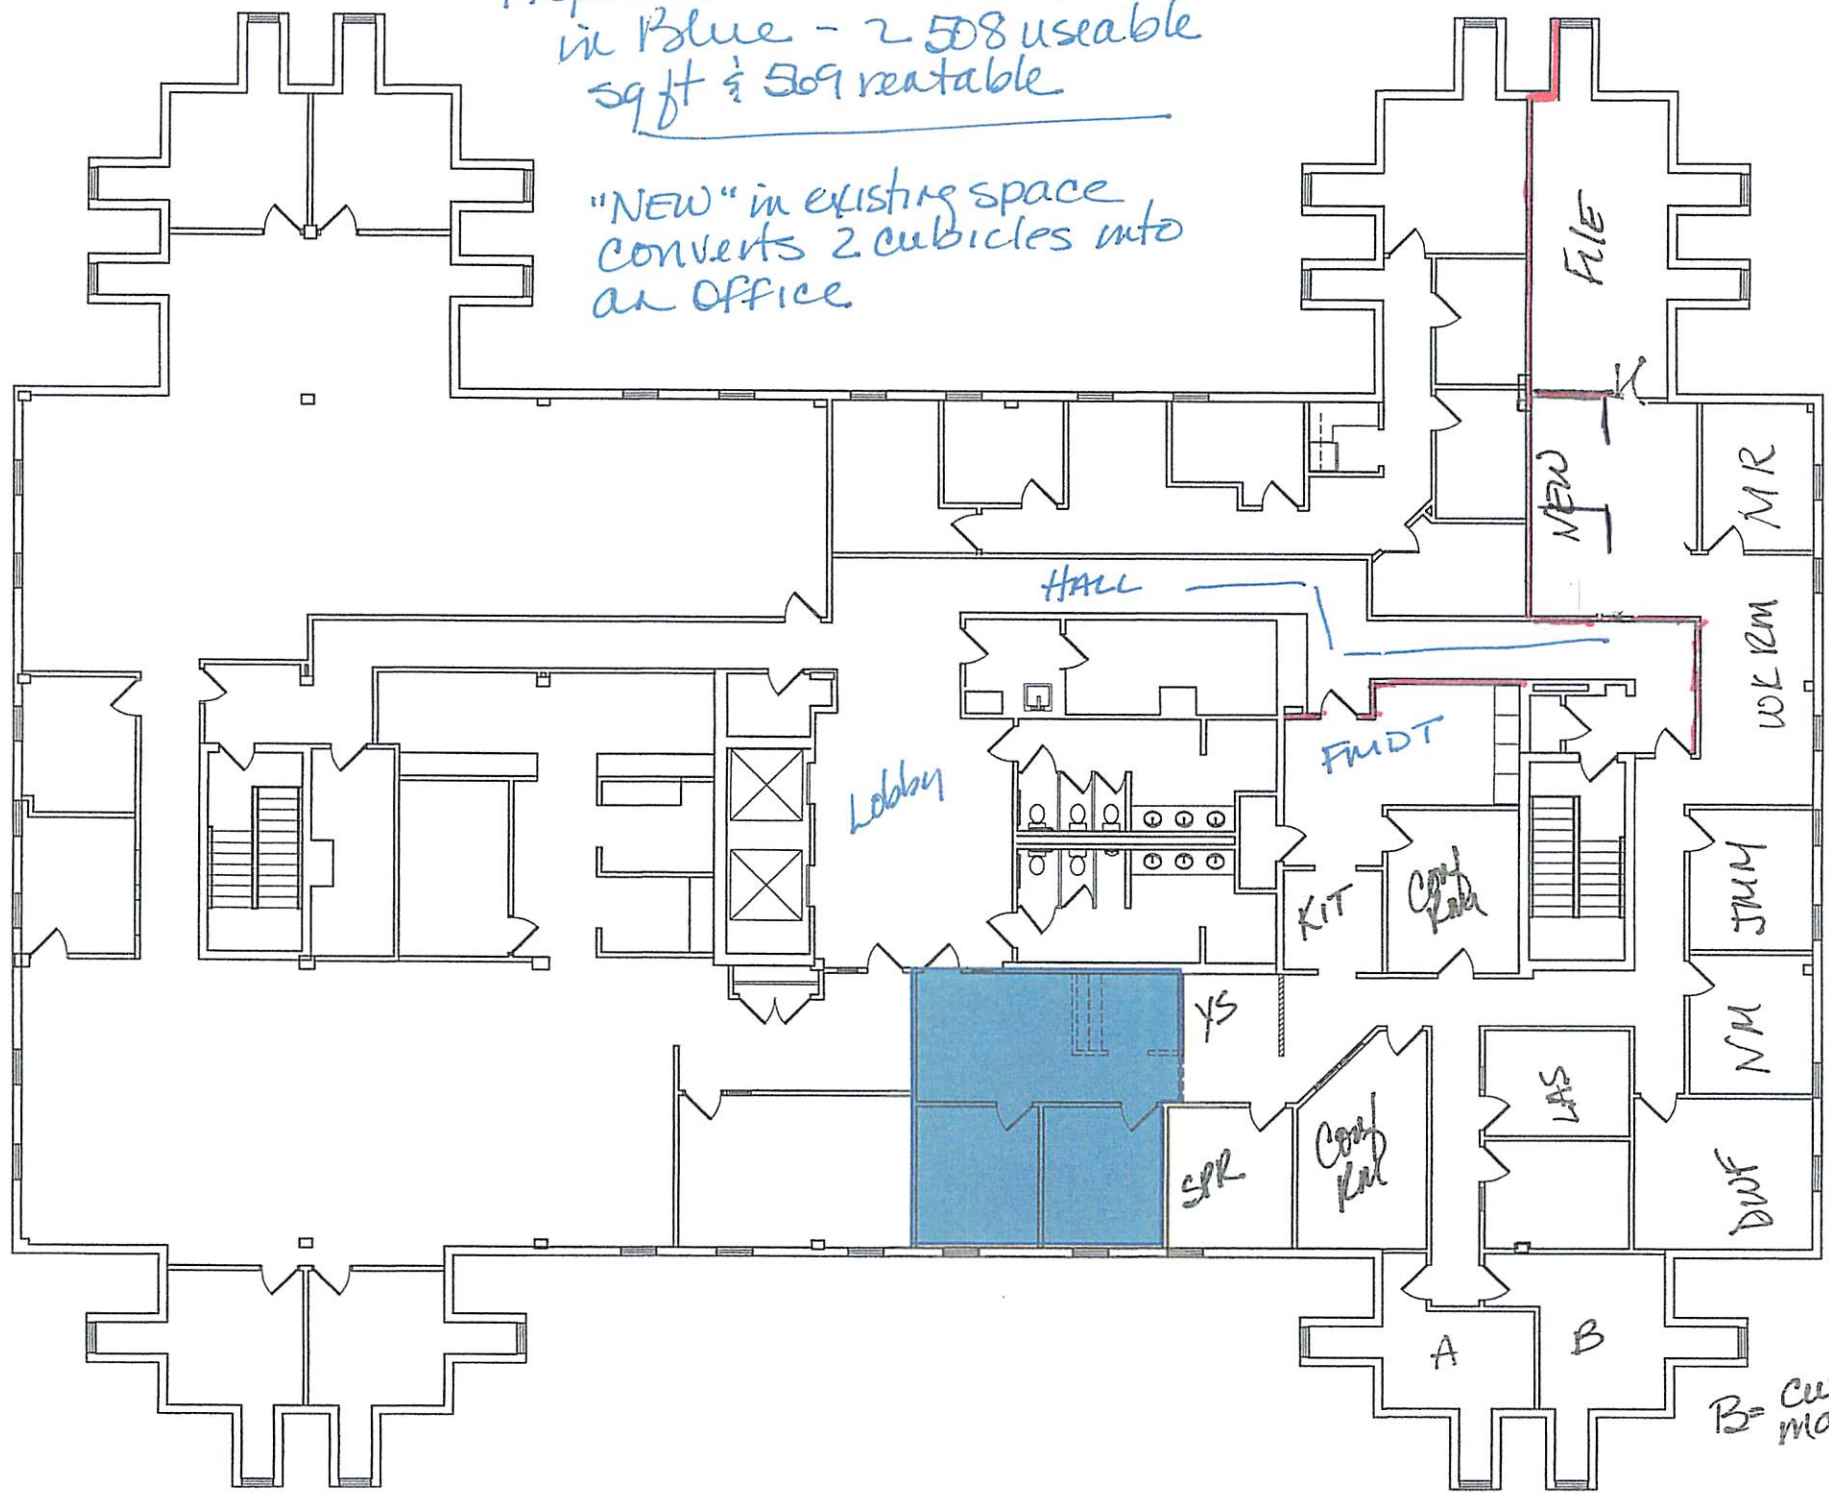 in Blue - 2 508 useable
sq ft & 569 rentable
"NEW" in existing space
converts 2 cubicles into
an OFFICE
FILE
NEW
MR
HALL
WK RM
FMDT
Lobby
KIT
CONF
RM
JMM
YS
NM
LAS
SPR
CONF
RM
DWF
A
B
B=